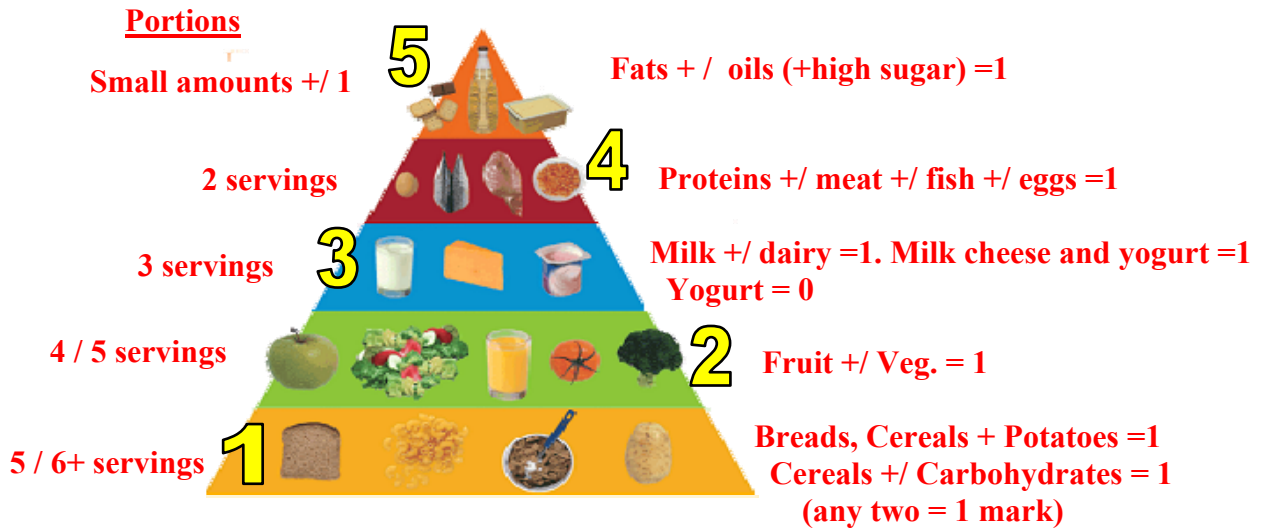 Portions
5
Small amounts +/ 1
Fats + / oils (+high sugar) =1
4
2 servings
Proteins +/ meat +/ fish +/ eggs =1
3
3 servings
Milk +/ dairy =1. Milk cheese and yogurt =1
Yogurt = 0
4 / 5 servings
2
Fruit +/ Veg. = 1
5 / 6+ servings
1
Breads, Cereals + Potatoes =1
Cereals +/ Carbohydrates = 1
(any two = 1 mark)